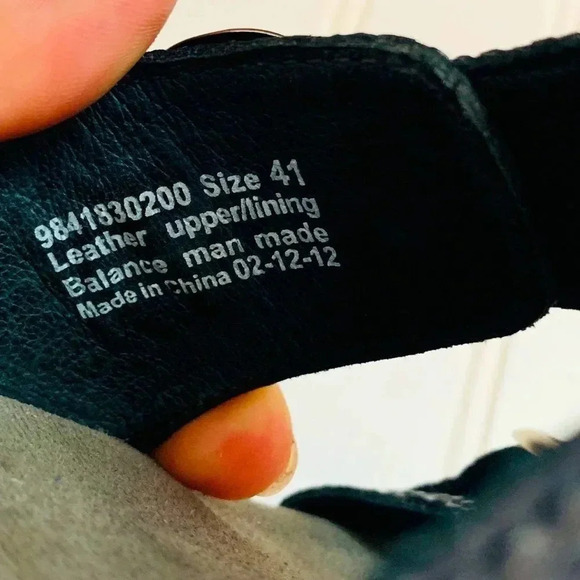 9841830200 Size 41
Leather upper/lining
Balance man made
Made in China 02-12-12